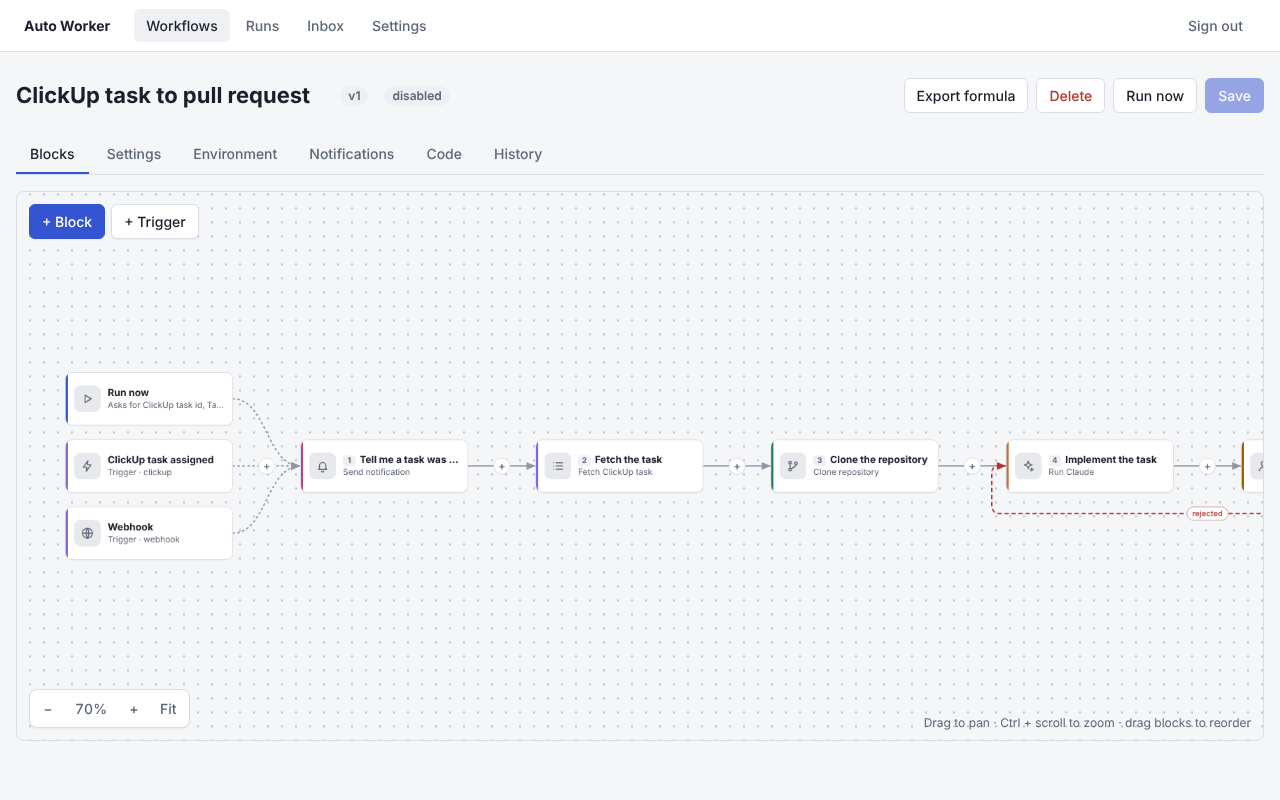 Auto Worker
Workflows
Runs
Inbox
Settings
Sign out
ClickUp task to pull request
v1
disabled
Export formula
Delete
Run now
Save
Blocks
Settings
Environment
Notifications
Code
History
+ Block
+ Trigger
Run now
Asks for ClickUp task id, Ta...
ClickUp task assigned
Trigger · clickup
Webhook
Trigger · webhook
+
1 Tell me a task was ...
Send notification
+
2 Fetch the task
Fetch ClickUp task
+
3 Clone the repository
Clone repository
+
4 Implement the task
Run Claude
+
rejected
− 70% + Fit
Drag to pan · Ctrl + scroll to zoom · drag blocks to reorder